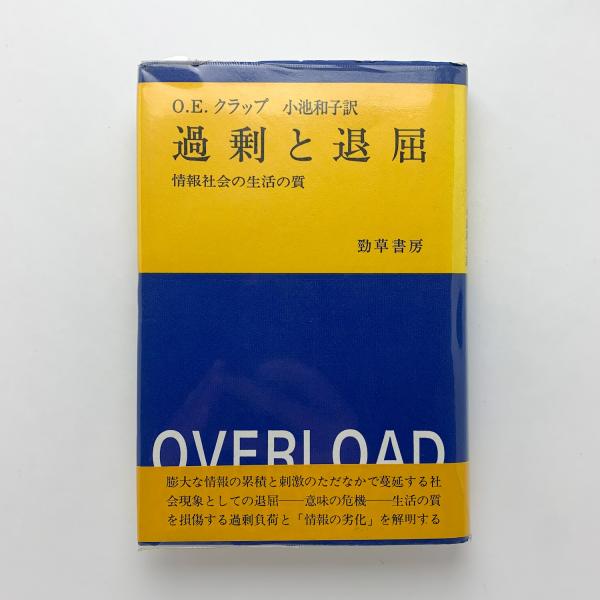 O.E. クラップ 小池和子訳
過剰と退屈
情報社会の生活の質
勁草書房
OVERLOAD
膨大な情報の累積と刺激のただなかで蔓延する社
会現象としての退屈──意味の危機──生活の質
を損傷する過剰負荷と「情報の劣化」を解明する